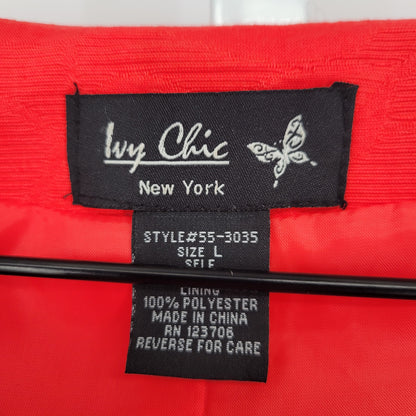 Ivy Chic
New York
STYLE#55-3035
SIZE L
SELF
LINING
100% POLYESTER
MADE IN CHINA
RN 123706
REVERSE FOR CARE